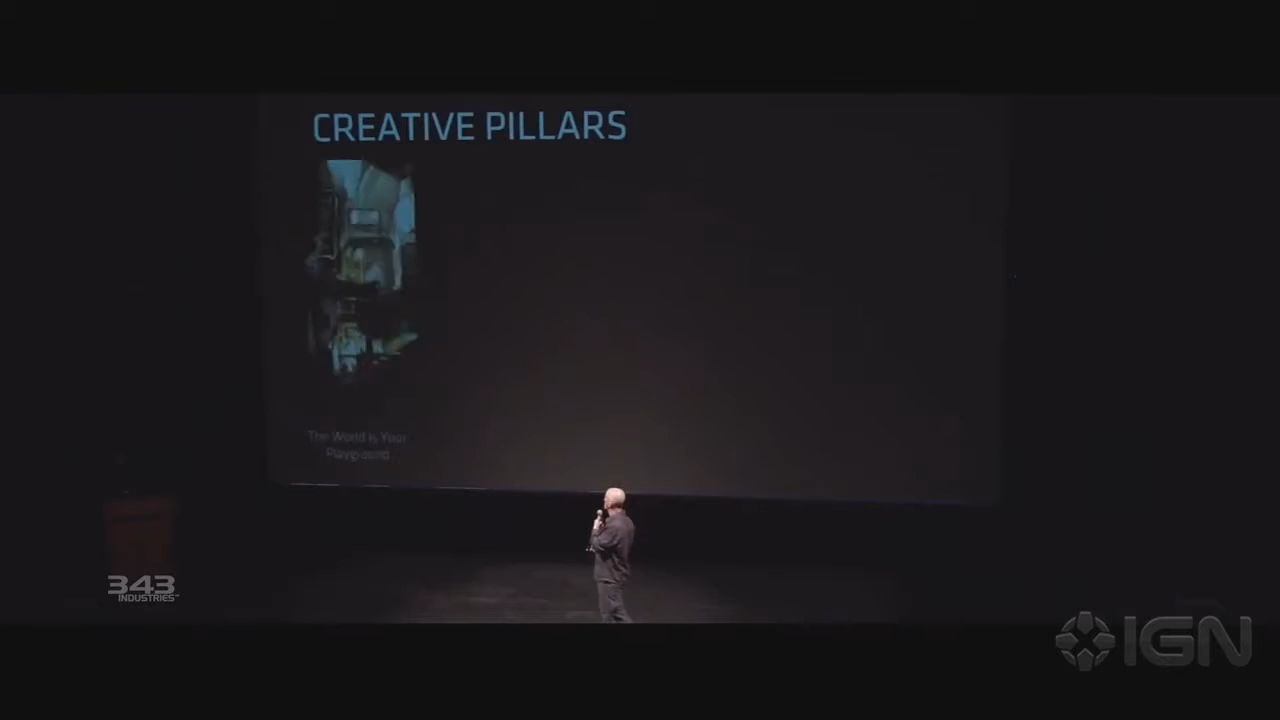 CREATIVE PILLARS
The World is Your
Playground
343
INDUSTRIES
IGN